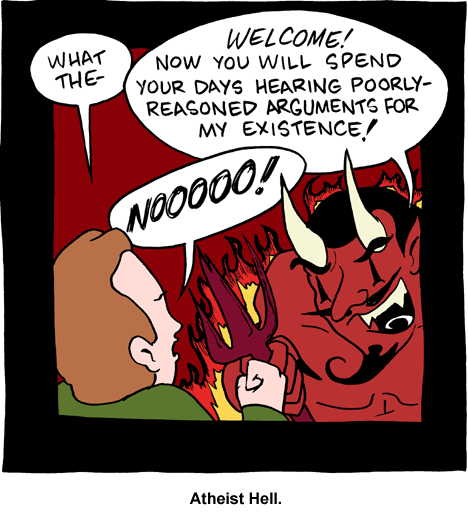 WHAT
THE-
WELCOME!
NOW YOU WILL SPEND
YOUR DAYS HEARING POORLY-
REASONED ARGUMENTS FOR
MY EXISTENCE!
NOOOOO!
Atheist Hell.